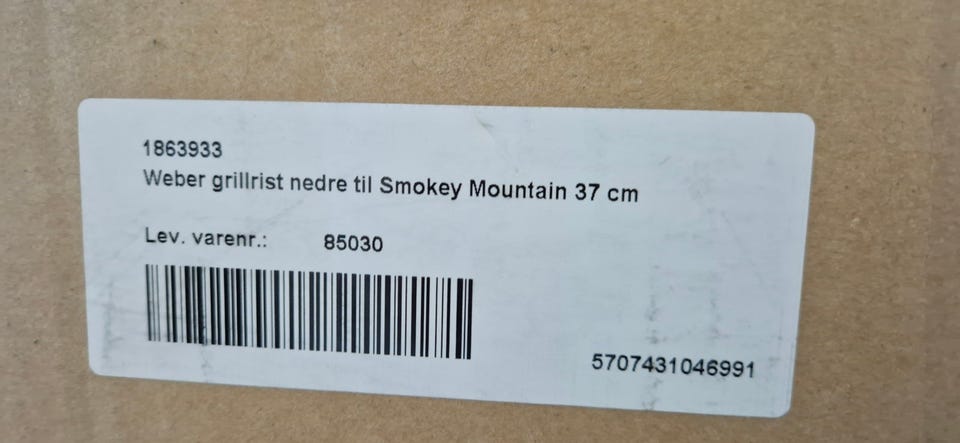 1863933
Weber grillrist nedre til Smokey Mountain 37 cm
Lev. varenr.: 85030
5707431046991